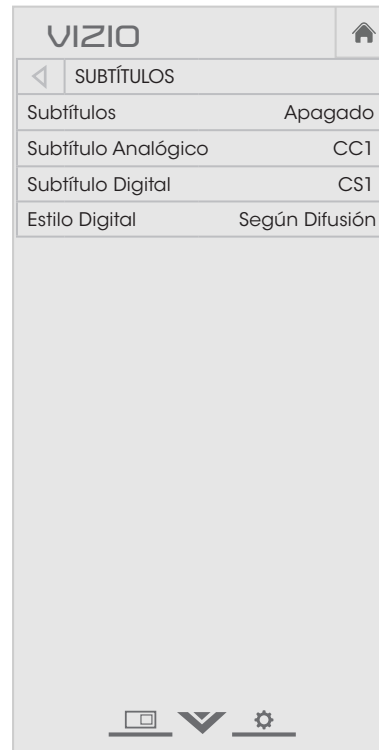 VIZIO
SUBTÍTULOS
Subtítulos Apagado
Subtítulo Analógico CC1
Subtítulo Digital CS1
Estilo Digital Según Difusión